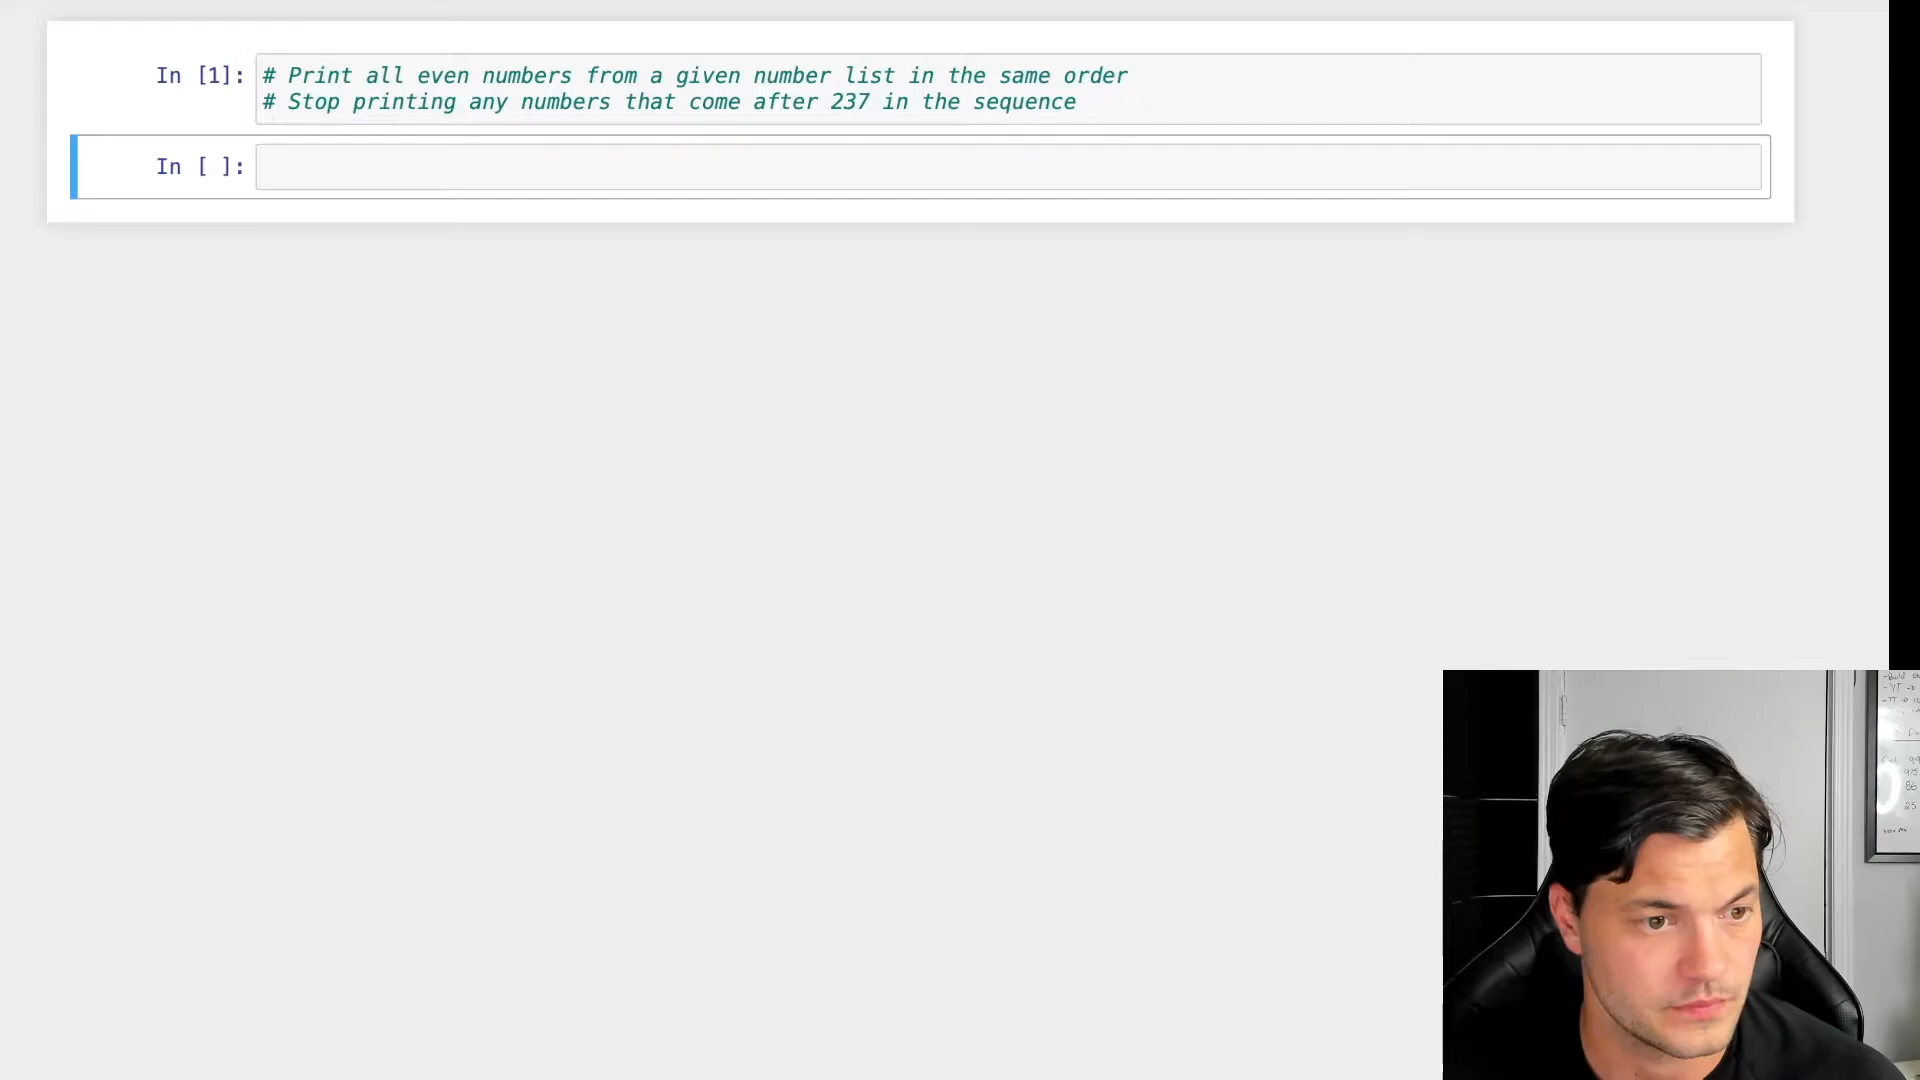 In [1]:
# Print all even numbers from a given number list in the same order
# Stop printing any numbers that come after 237 in the sequence
In [ ]: